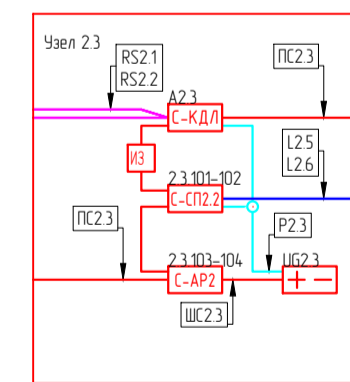 Узел 2.3
RS2.1
RS2.2
ПС2.3
А2.3
С-КДЛ
ИЗ
L2.5
L2.6
2.3.101-102
С-СП2.2
ПС2.3
Р2.3
2.3.103-104
UG2.3
С-АР2
+ -
ШС2.3